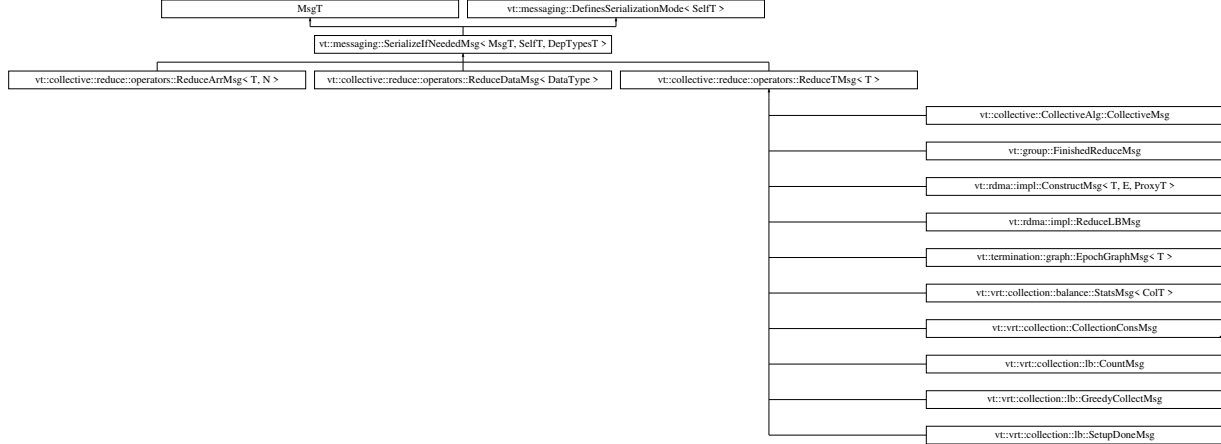 MsgT
vt::messaging::DefinesSerializationMode< SelfT >
vt::messaging::SerializeIfNeededMsg< MsgT, SelfT, DepTypesT >
vt::collective::reduce::operators::ReduceArrMsg< T, N >
vt::collective::reduce::operators::ReduceDataMsg< DataType >
vt::collective::reduce::operators::ReduceTMsg< T >
vt::collective::CollectiveAlg::CollectiveMsg
vt::group::FinishedReduceMsg
vt::rdma::impl::ConstructMsg< T, E, ProxyT >
vt::rdma::impl::ReduceLBMsg
vt::termination::graph::EpochGraphMsg< T >
vt::vrt::collection::balance::StatsMsg< ColT >
vt::vrt::collection::CollectionConsMsg
vt::vrt::collection::lb::CountMsg
vt::vrt::collection::lb::GreedyCollectMsg
vt::vrt::collection::lb::SetupDoneMsg